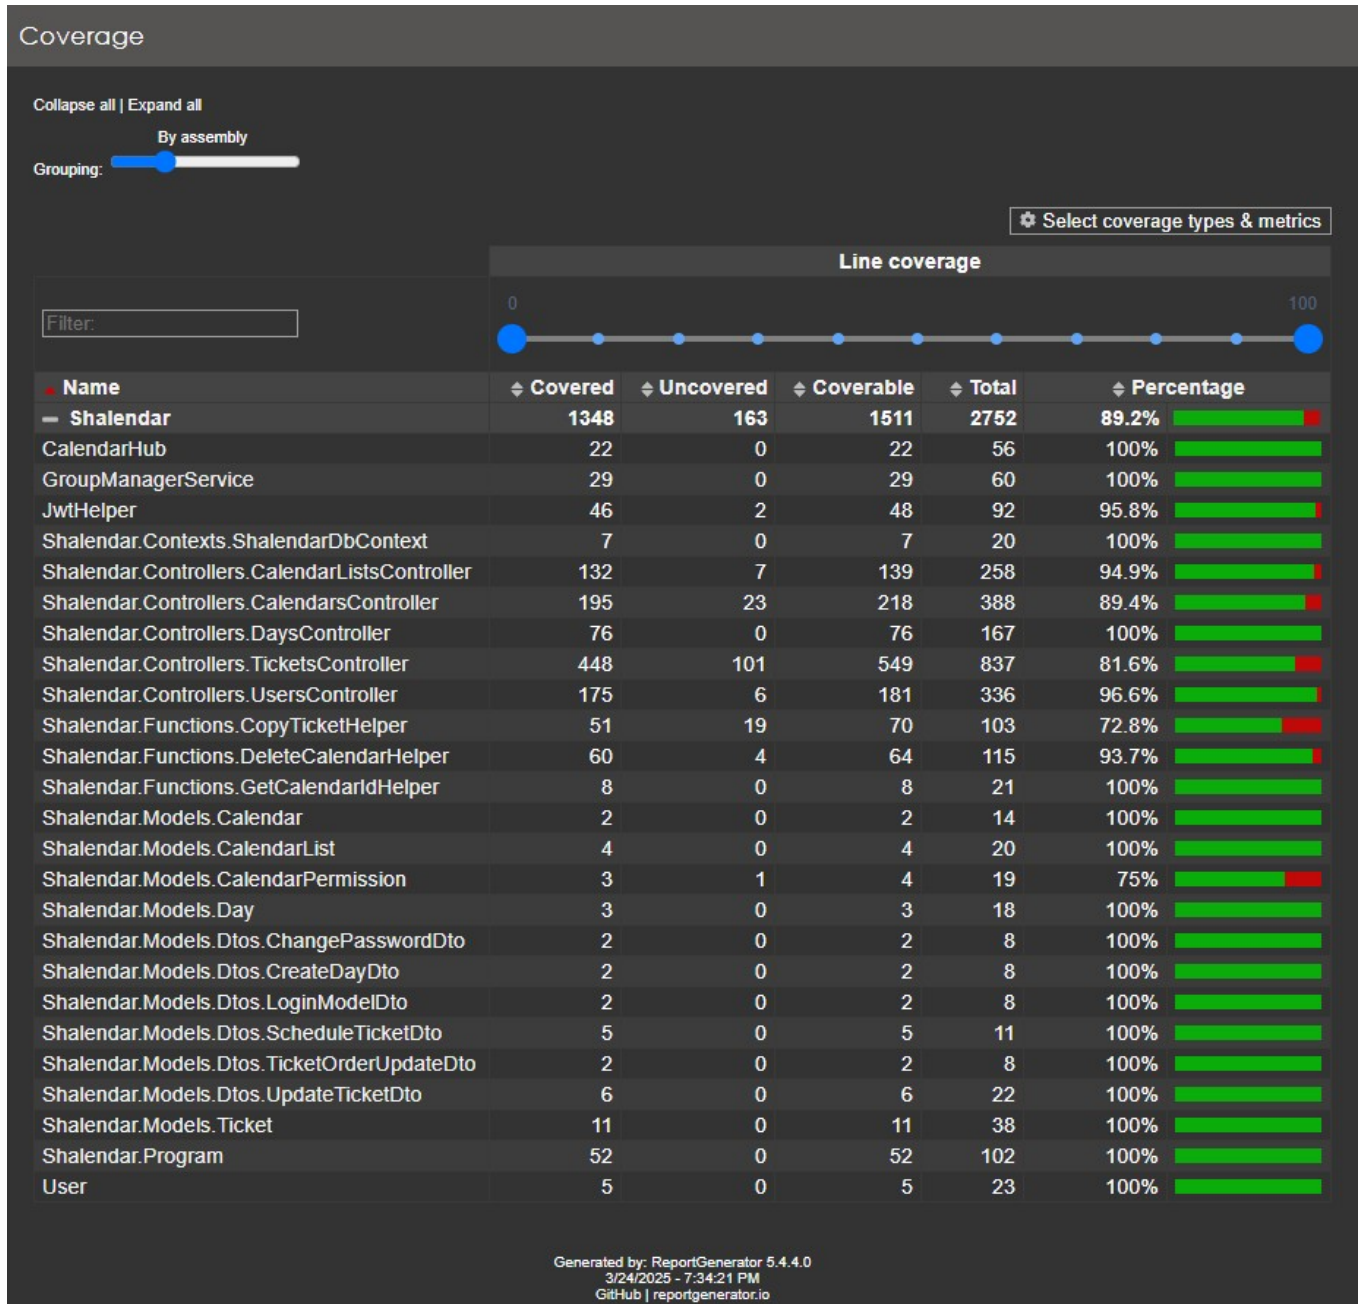 Coverage
Collapse all | Expand all
By assembly
Grouping:
Select coverage types & metrics
Line coverage
Filter:
0 100
Name Covered Uncovered Coverable Total Percentage
Shalendar 1348 163 1511 2752 89.2%
CalendarHub 22 0 22 56 100%
GroupManagerService 29 0 29 60 100%
JwtHelper 46 2 48 92 95.8%
Shalendar.Contexts.ShalendarDbContext 7 0 7 20 100%
Shalendar.Controllers.CalendarListsController 132 7 139 258 94.9%
Shalendar.Controllers.CalendarsController 195 23 218 388 89.4%
Shalendar.Controllers.DaysController 76 0 76 167 100%
Shalendar.Controllers.TicketsController 448 101 549 837 81.6%
Shalendar.Controllers.UsersController 175 6 181 336 96.6%
Shalendar.Functions.CopyTicketHelper 51 19 70 103 72.8%
Shalendar.Functions.DeleteCalendarHelper 60 4 64 115 93.7%
Shalendar.Functions.GetCalendarIdHelper 8 0 8 21 100%
Shalendar.Models.Calendar 2 0 2 14 100%
Shalendar.Models.CalendarList 4 0 4 20 100%
Shalendar.Models.CalendarPermission 3 1 4 19 75%
Shalendar.Models.Day 3 0 3 18 100%
Shalendar.Models.Dtos.ChangePasswordDto 2 0 2 8 100%
Shalendar.Models.Dtos.CreateDayDto 2 0 2 8 100%
Shalendar.Models.Dtos.LoginModelDto 2 0 2 8 100%
Shalendar.Models.Dtos.ScheduleTicketDto 5 0 5 11 100%
Shalendar.Models.Dtos.TicketOrderUpdateDto 2 0 2 8 100%
Shalendar.Models.Dtos.UpdateTicketDto 6 0 6 22 100%
Shalendar.Models.Ticket 11 0 11 38 100%
Shalendar.Program 52 0 52 102 100%
User 5 0 5 23 100%
Generated by: ReportGenerator 5.4.4.0
3/24/2025 - 7:34:21 PM
GitHub | reportgenerator.io